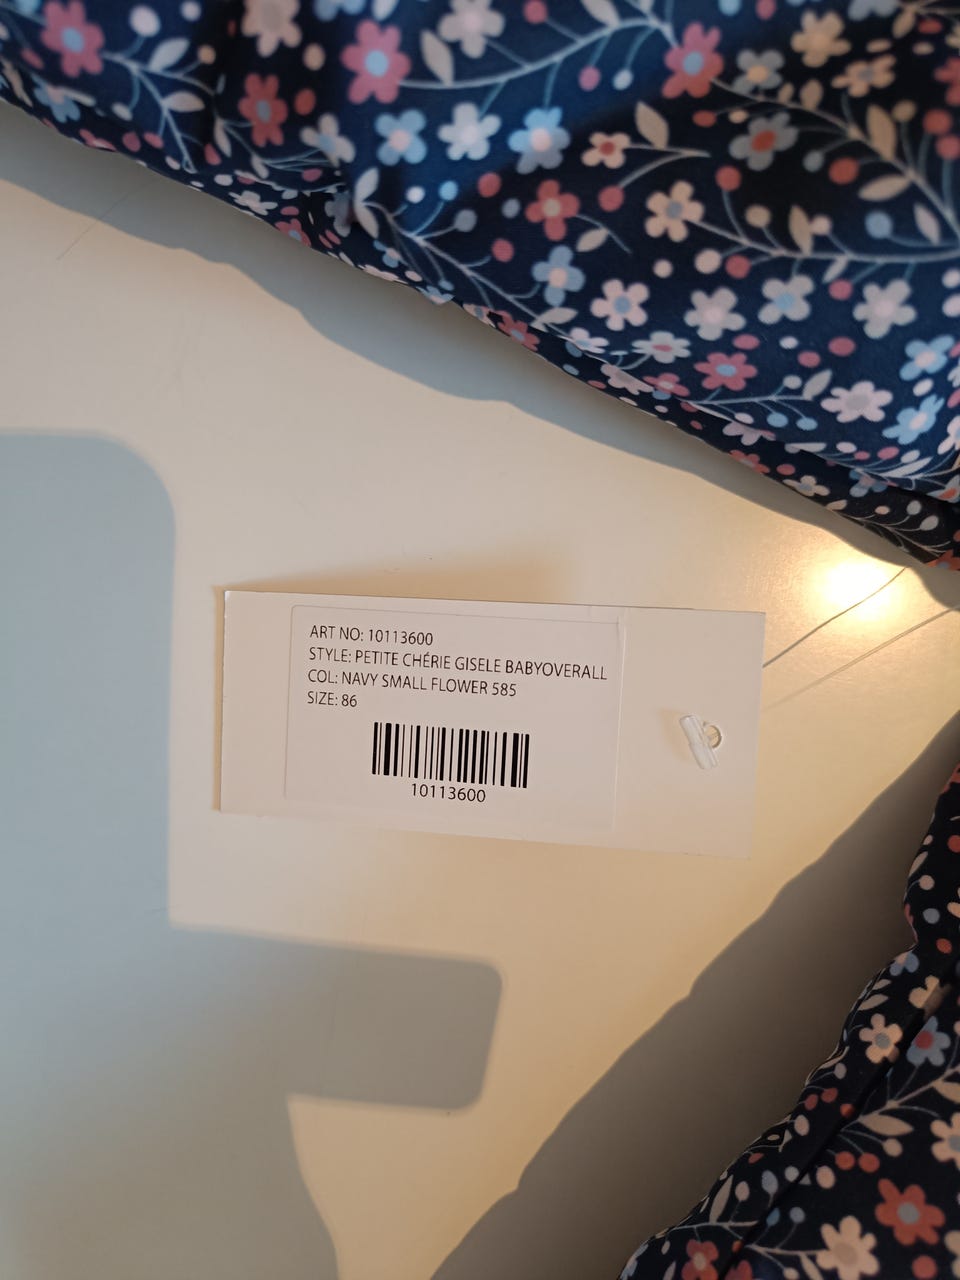 ART NO: 10113600
STYLE: PETITE CHÉRIE GISELE BABYOVERALL
COL: NAVY SMALL FLOWER 585
SIZE: 86
10113600